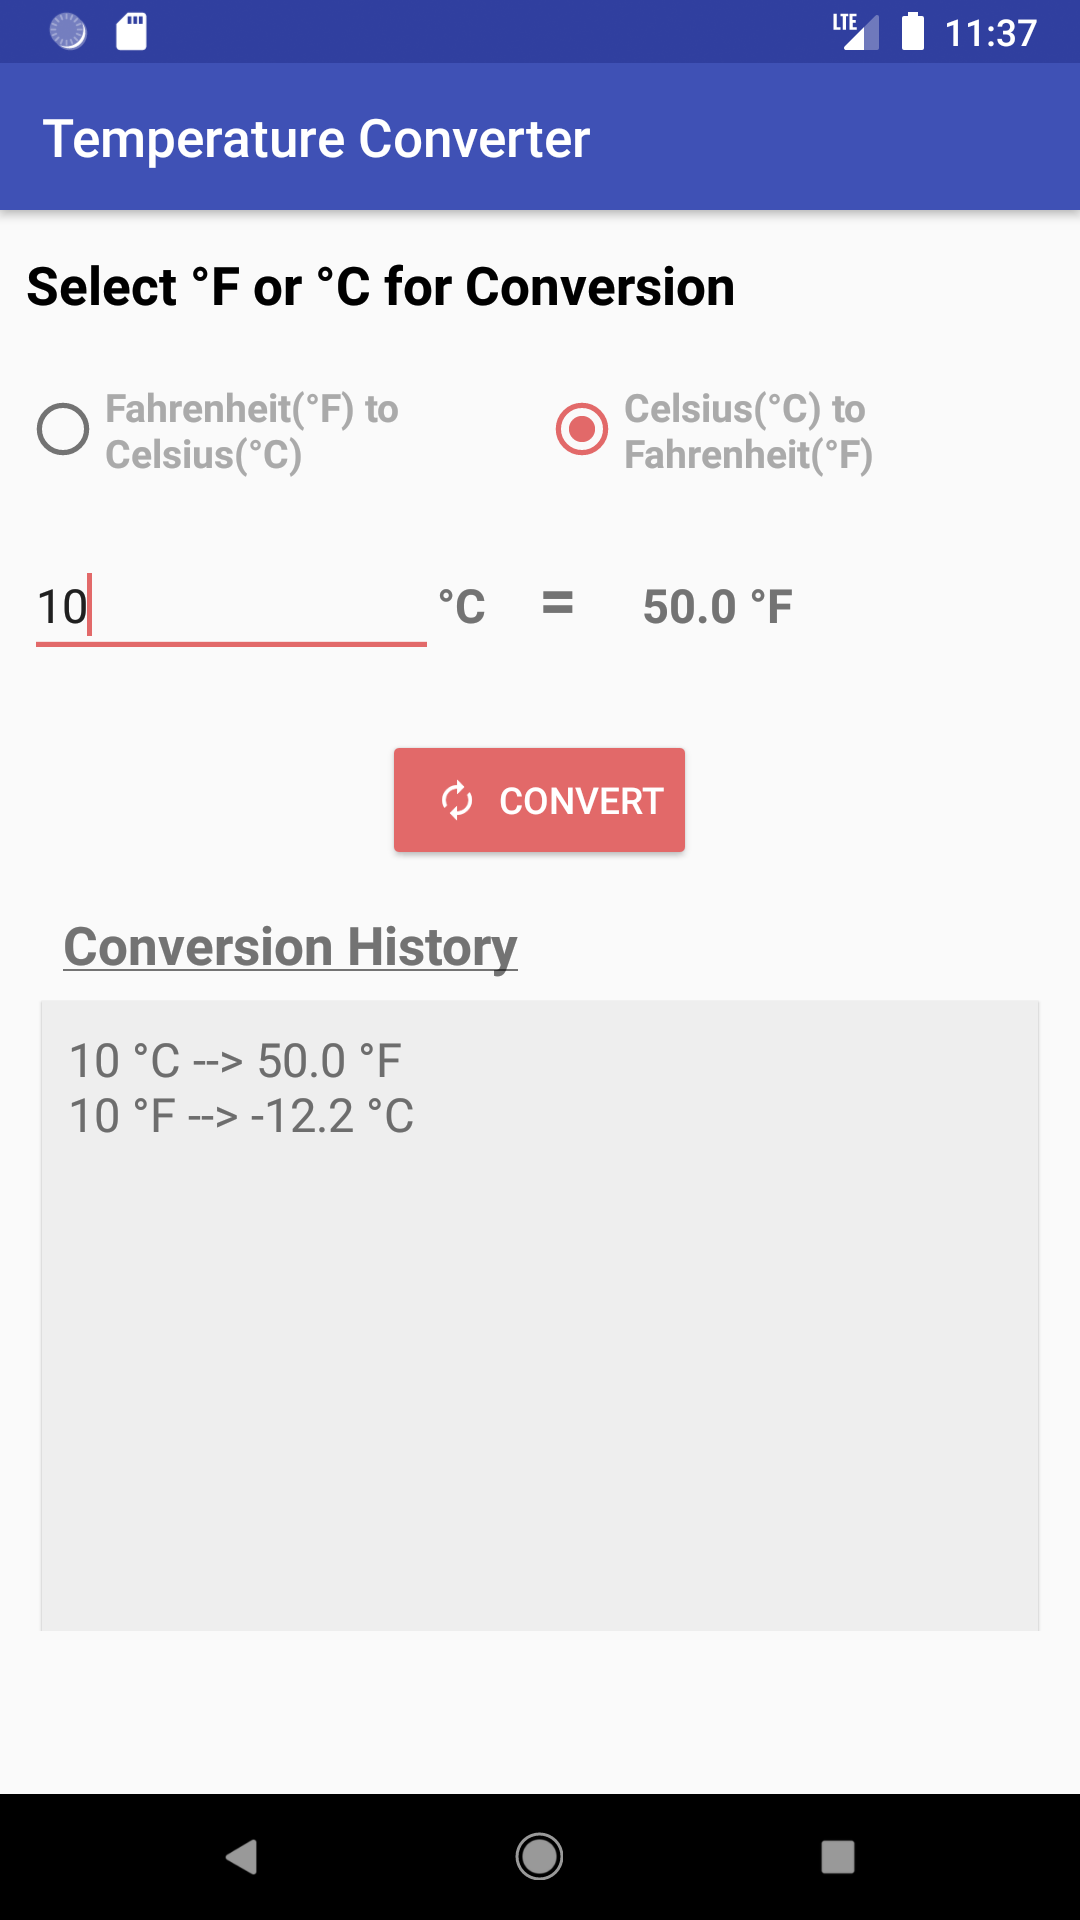 LTE 11:37
Temperature Converter
Select °F or °C for Conversion
Fahrenheit(°F) to
Celsius(°C)
Celsius(°C) to
Fahrenheit(°F)
10 °C = 50.0 °F
CONVERT
Conversion History
10 °C --> 50.0 °F
10 °F --> -12.2 °C